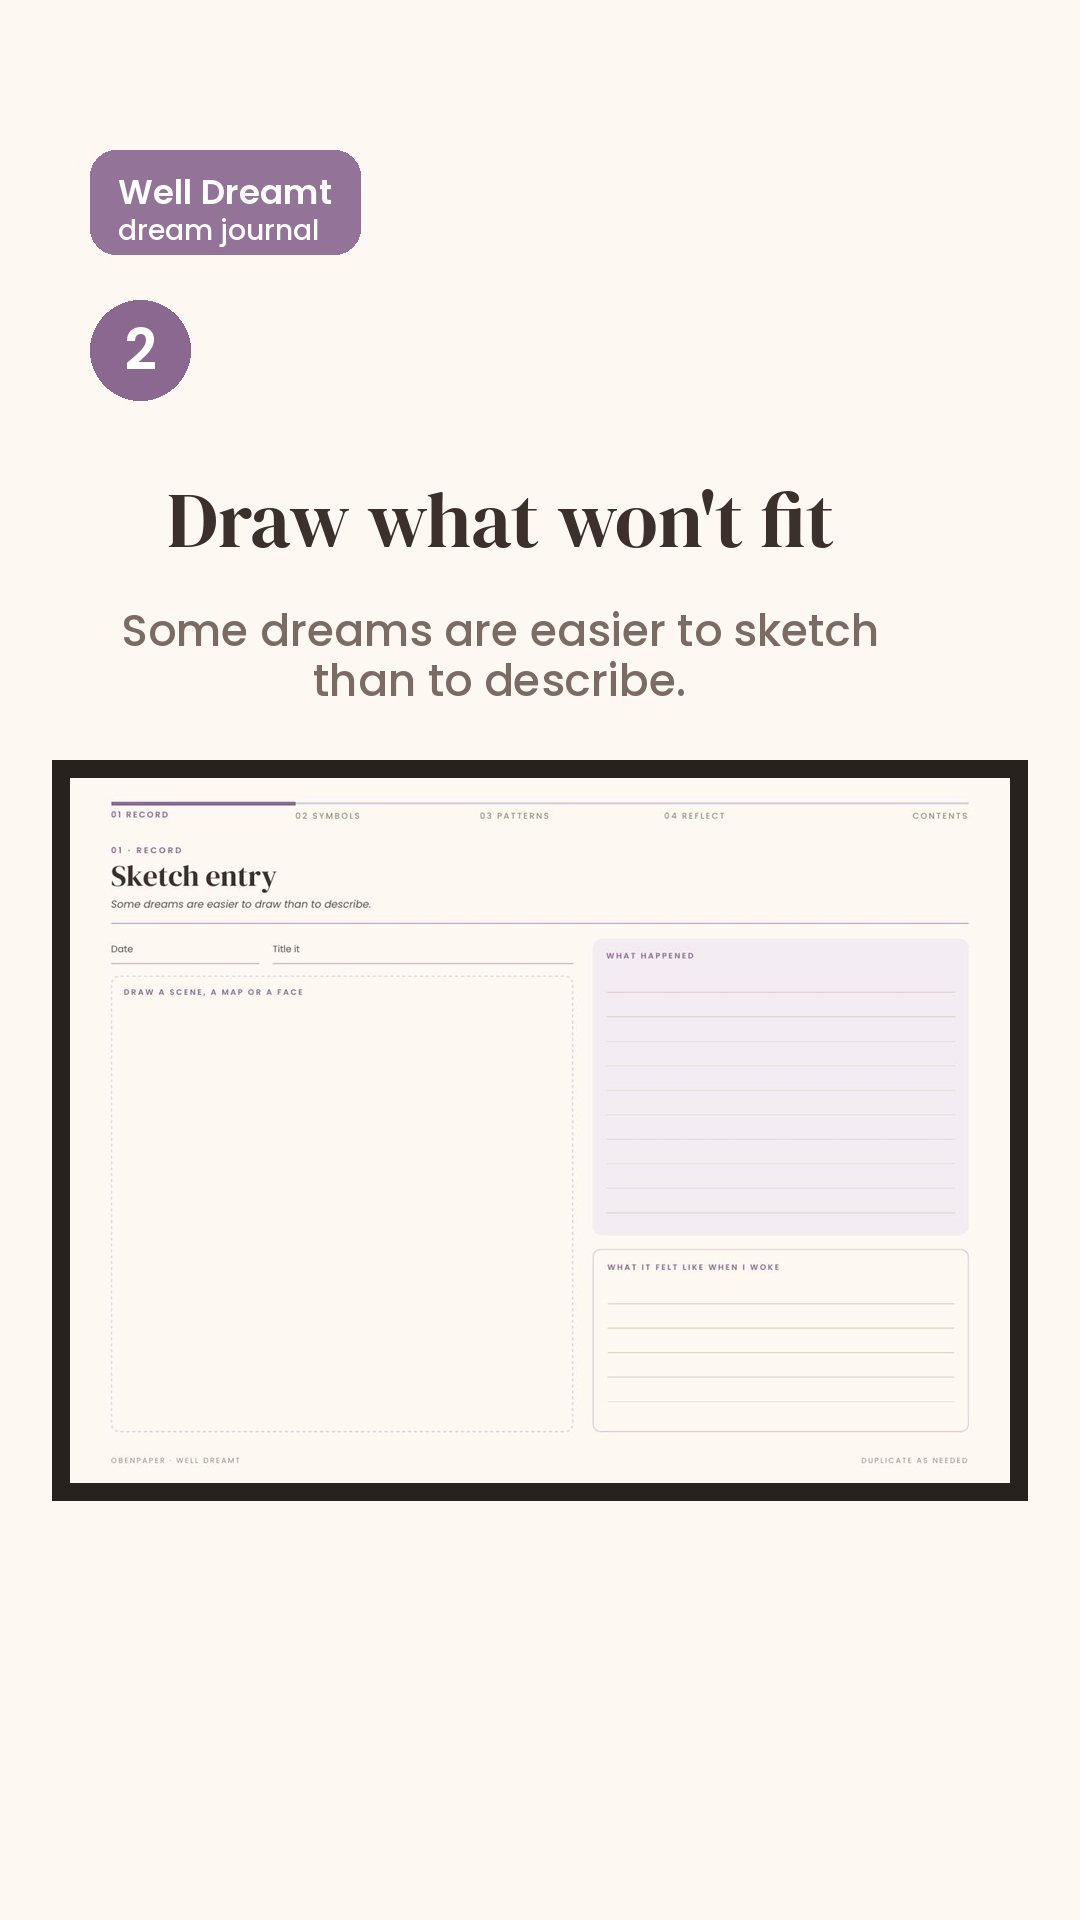 Well Dreamt
dream journal
2
Draw what won't fit
Some dreams are easier to sketch
than to describe.
01 RECORD
02 SYMBOLS
03 PATTERNS
04 REFLECT
CONTENTS
01 · RECORD
Sketch entry
Some dreams are easier to draw than to describe.
Date
Title it
DRAW A SCENE, A MAP OR A FACE
WHAT HAPPENED
WHAT IT FELT LIKE WHEN I WOKE
OBENPAPER · WELL DREAMT
DUPLICATE AS NEEDED